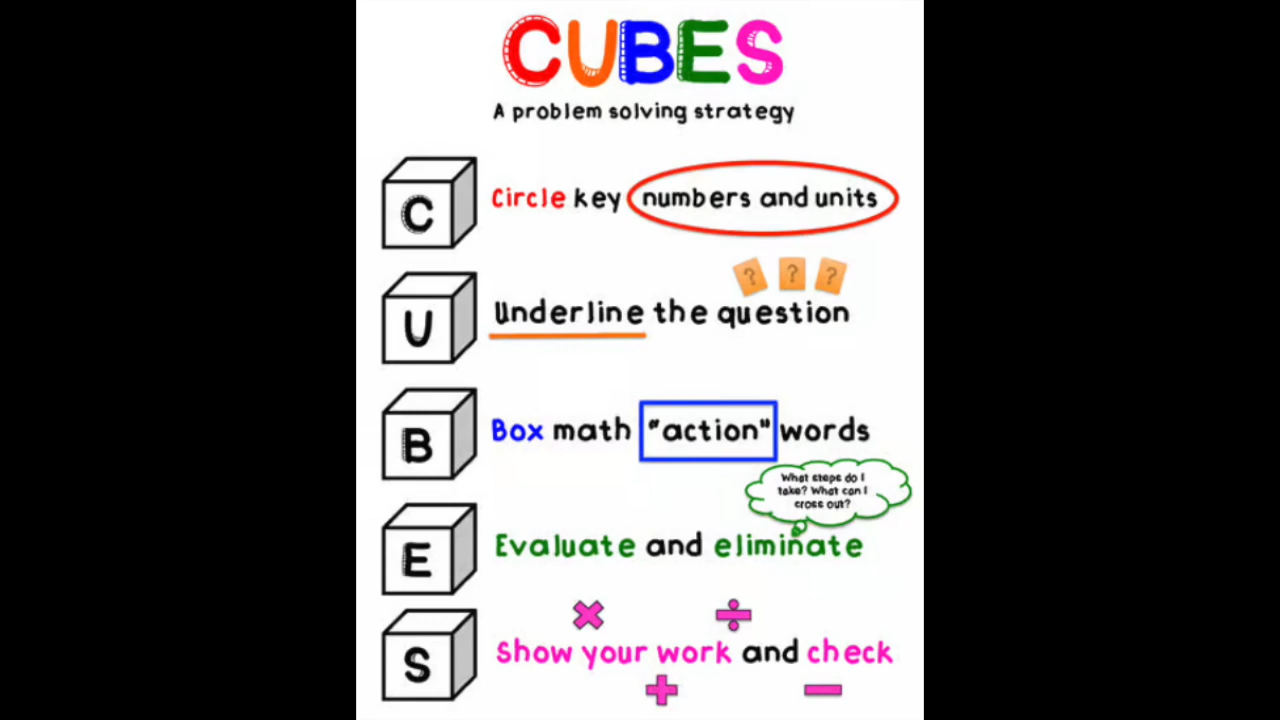 CUBES
A problem solving strategy
C
Circle key numbers and units
? ? ?
U
Underline the question
B
Box math "action" words
What steps do I
take? What can I
cross out?
E
Evaluate and eliminate
× ÷
S
Show your work and check
+ −